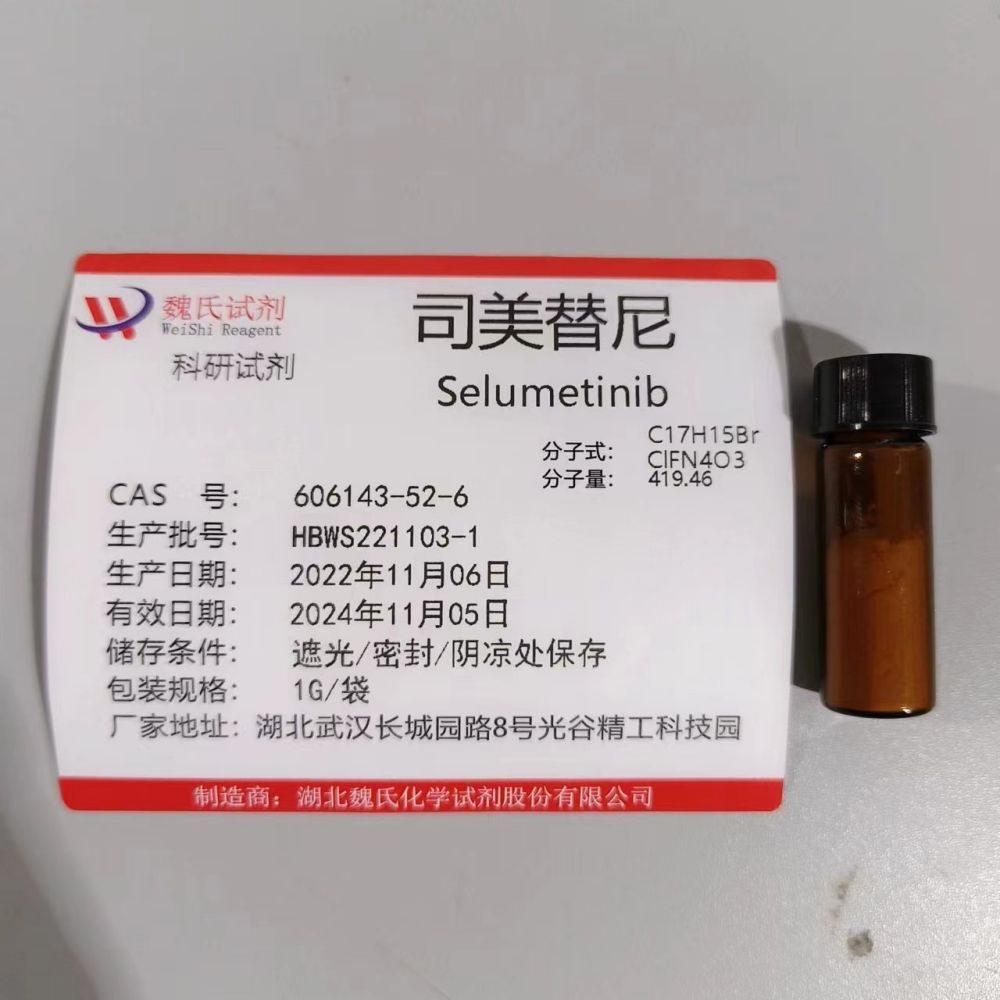 魏氏试剂
WeiShi Reagent
科研试剂
司美替尼
Selumetinib
分子式: C17H15Br
ClFN4O3
分子量: 419.46
CAS 号: 606143-52-6
生产批号: HBWS221103-1
生产日期: 2022年11月06日
有效日期: 2024年11月05日
储存条件: 遮光/密封/阴凉处保存
包装规格: 1G/袋
厂家地址: 湖北武汉长城园路8号光谷精工科技园
制造商: 湖北魏氏化学试剂股份有限公司